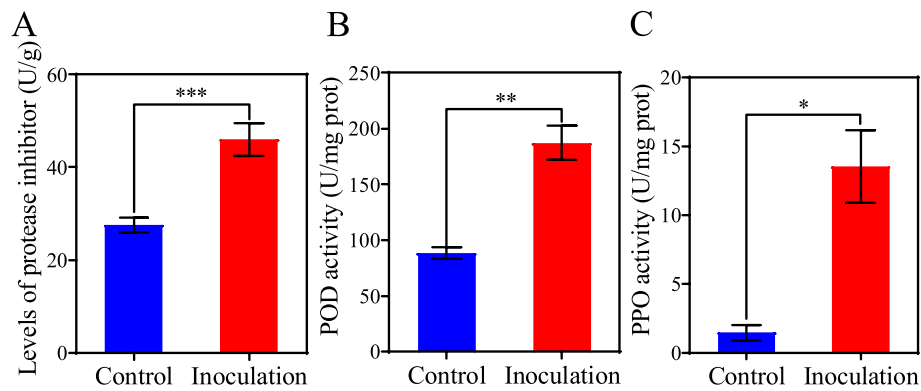 A
Levels of protease inhibitor (U/g)
60
40
20
0
***
Control Inoculation
B
POD activity (U/mg prot)
250
200
150
100
50
0
**
Control Inoculation
C
PPO activity (U/mg prot)
20
15
10
5
0
*
Control Inoculation